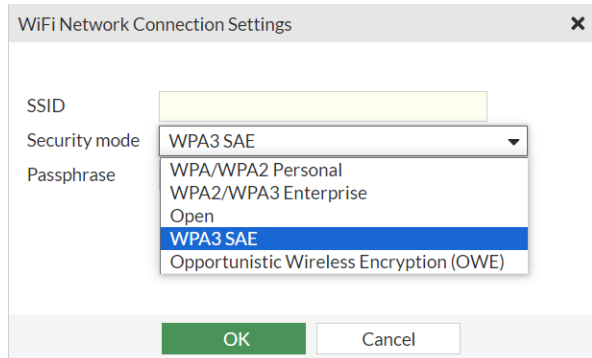 WiFi Network Connection Settings
SSID
Security mode WPA3 SAE
Passphrase
WPA/WPA2 Personal
WPA2/WPA3 Enterprise
Open
WPA3 SAE
Opportunistic Wireless Encryption (OWE)
OK Cancel